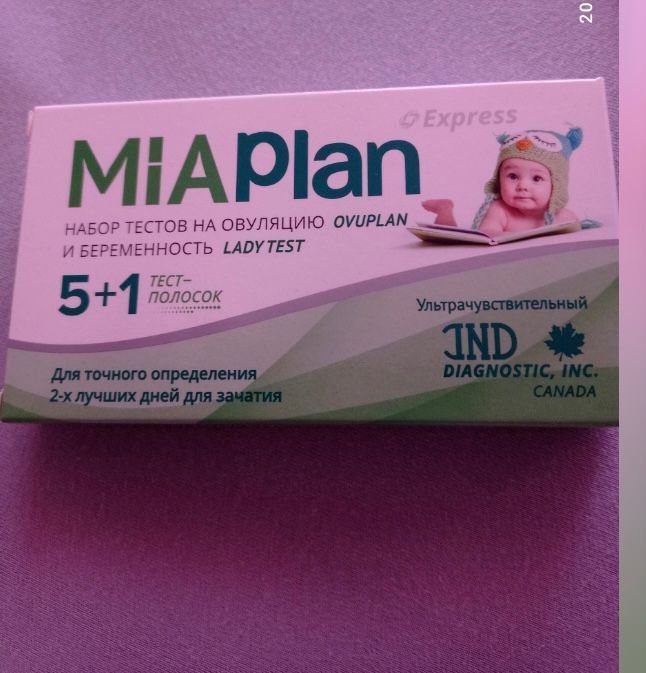 20
Express
MiAplan
НАБОР ТЕСТОВ НА ОВУЛЯЦИЮ OVUPLAN
И БЕРЕМЕННОСТЬ LADY TEST
5+1 ТЕСТ–
ПОЛОСОК
Ультрачувствительный
IND
DIAGNOSTIC, INC.
CANADA
Для точного определения
2-х лучших дней для зачатия